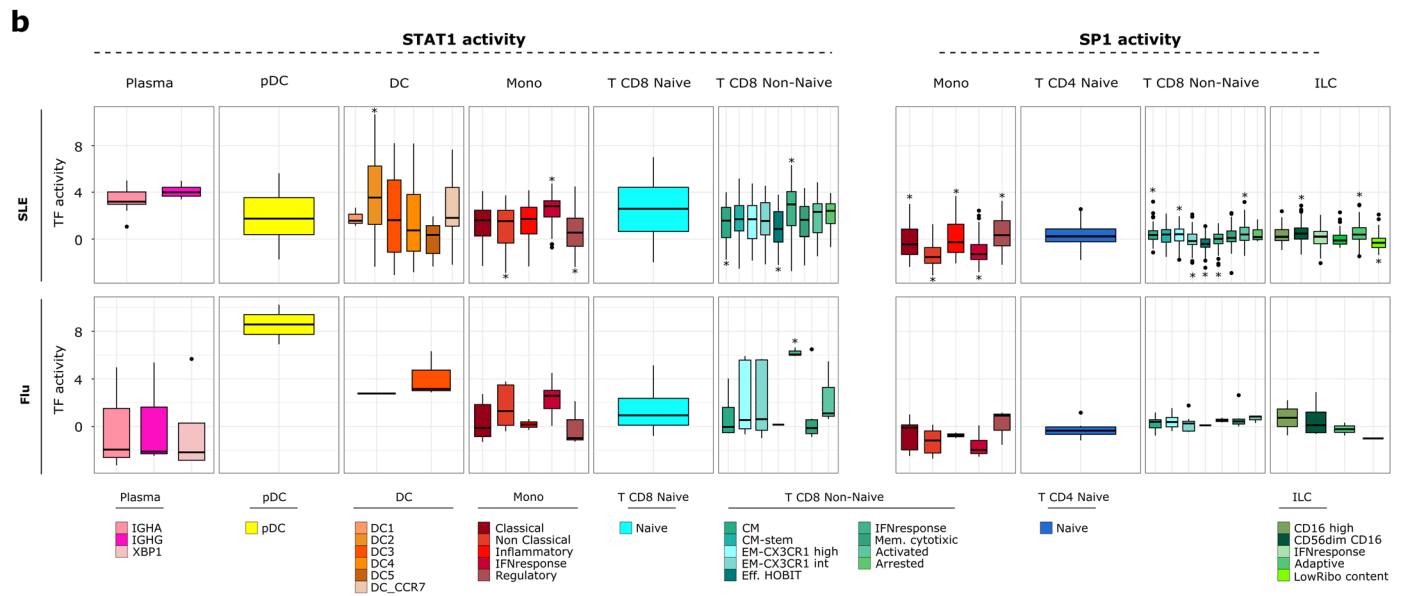 b
STAT1 activity SP1 activity
Plasma pDC DC Mono T CD8 Naive T CD8 Non-Naive Mono T CD4 Naive T CD8 Non-Naive ILC
SLE
TF activity
8
4
0
* * * * * * * * * * * * * * * * * * * * * *
Flu
TF activity
8
4
0
*
Plasma pDC DC Mono T CD8 Naive T CD8 Non-Naive T CD4 Naive ILC
IGHA pDC DC1 Classical Naive CM IFNresponse Naive CD16 high
IGHG DC2 Non Classical CM-stem Mem. cytotixic CD56dim CD16
XBP1 DC3 Inflammatory EM-CX3CR1 high Activated IFNresponse
DC4 IFNresponse EM-CX3CR1 int Arrested Adaptive
DC5 Regulatory Eff. HOBIT LowRibo content
DC_CCR7